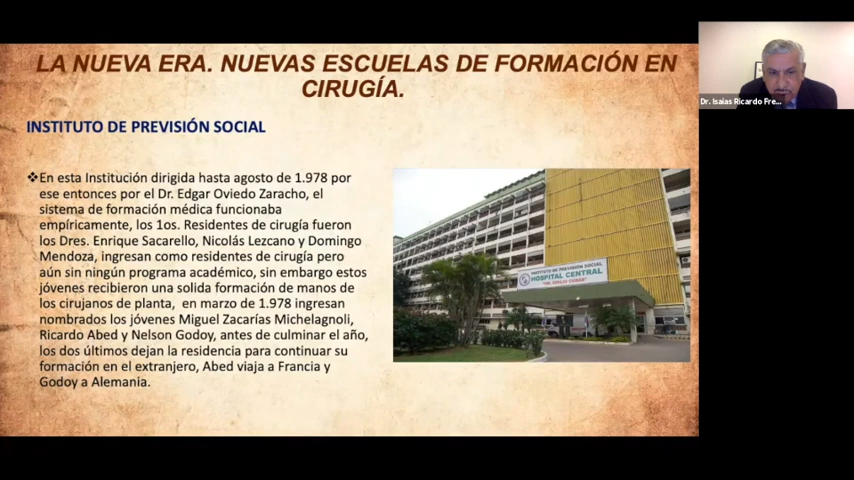 LA NUEVA ERA. NUEVAS ESCUELAS DE FORMACIÓN EN
CIRUGÍA.
Dr. Isaias Ricardo Fre...
INSTITUTO DE PREVISIÓN SOCIAL
❖En esta Institución dirigida hasta agosto de 1.978 por
ese entonces por el Dr. Edgar Oviedo Zaracho, el
sistema de formación médica funcionaba
empíricamente, los 1os. Residentes de cirugía fueron
los Dres. Enrique Sacarello, Nicolás Lezcano y Domingo
Mendoza, ingresan como residentes de cirugía pero
aún sin ningún programa académico, sin embargo estos
jóvenes recibieron una solida formación de manos de
los cirujanos de planta, en marzo de 1.978 ingresan
nombrados los jóvenes Miguel Zacarías Michelagnoli,
Ricardo Abed y Nelson Godoy, antes de culminar el año,
los dos últimos dejan la residencia para continuar su
formación en el extranjero, Abed viaja a Francia y
Godoy a Alemania.
INSTITUTO DE PREVISIÓN SOCIAL
HOSPITAL CENTRAL